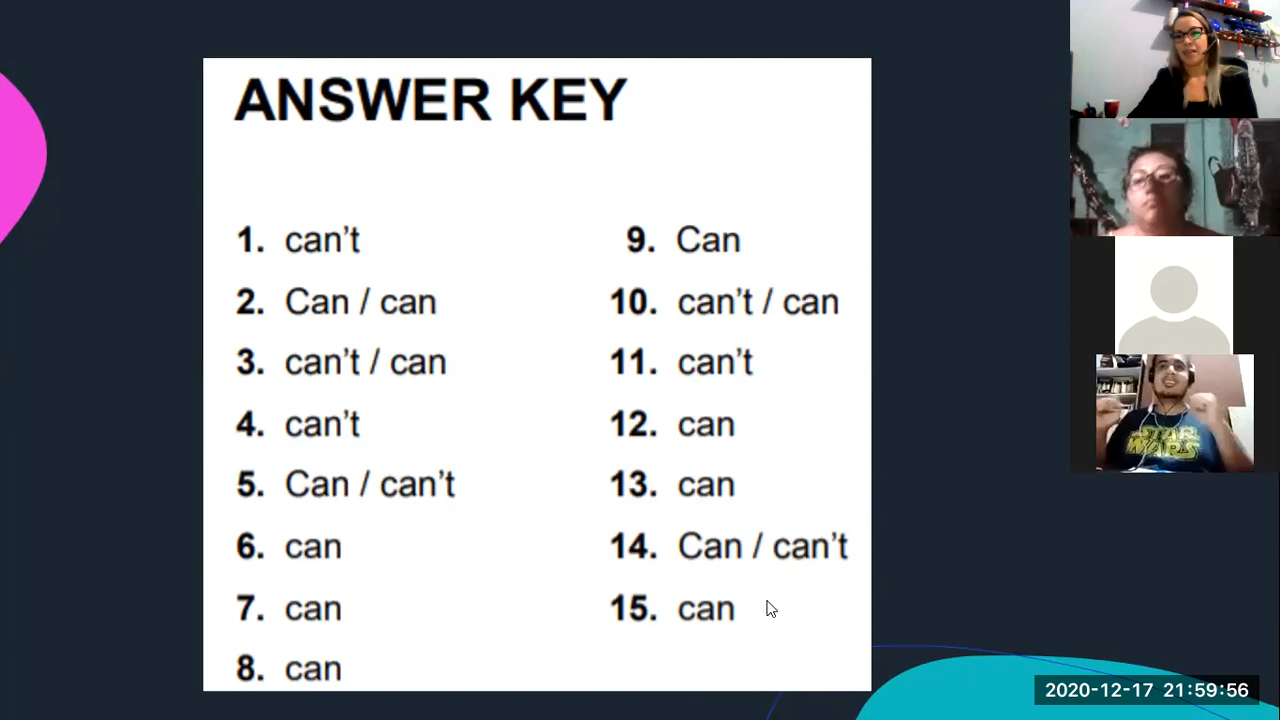 ANSWER KEY
1. can't
2. Can / can
3. can't / can
4. can't
5. Can / can't
6. can
7. can
8. can
9. Can
10. can't / can
11. can't
12. can
13. can
14. Can / can't
15. can
STAR
WARS
2020-12-17 21:59:56